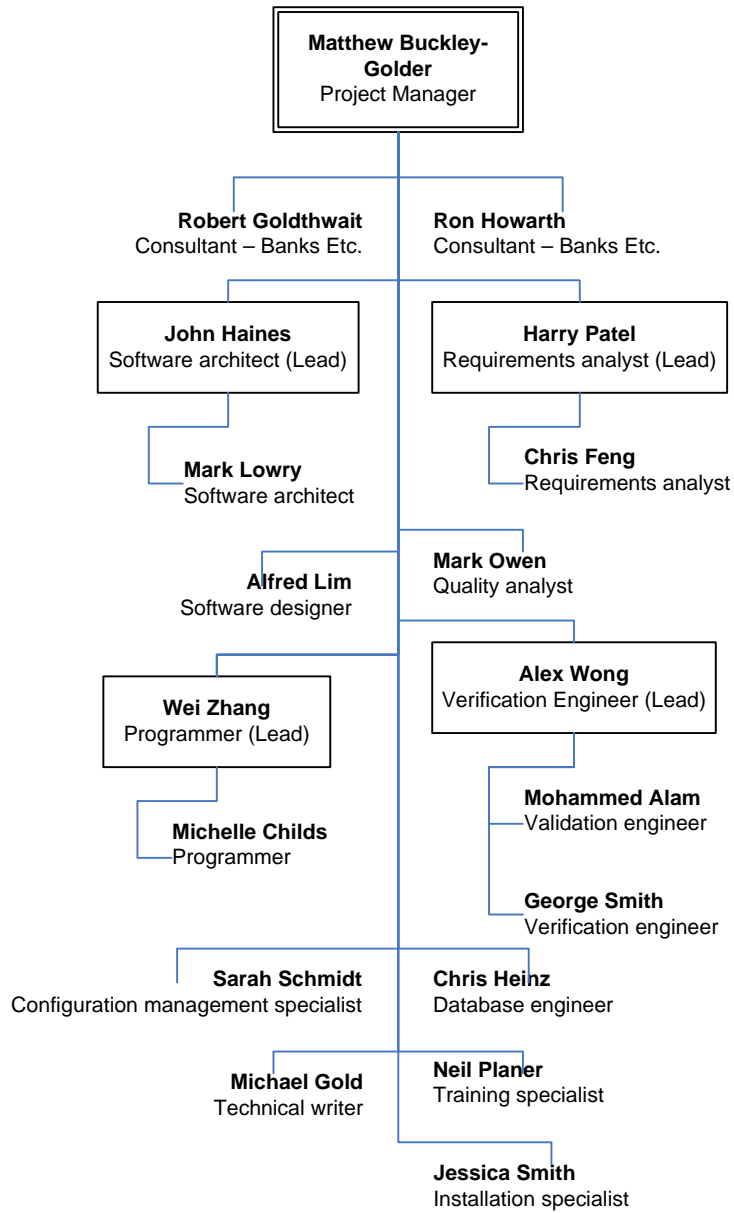 Matthew Buckley-
Golder
Project Manager
Robert Goldthwait
Consultant – Banks Etc.
Ron Howarth
Consultant – Banks Etc.
John Haines
Software architect (Lead)
Harry Patel
Requirements analyst (Lead)
Mark Lowry
Software architect
Chris Feng
Requirements analyst
Alfred Lim
Software designer
Mark Owen
Quality analyst
Wei Zhang
Programmer (Lead)
Alex Wong
Verification Engineer (Lead)
Michelle Childs
Programmer
Mohammed Alam
Validation engineer
George Smith
Verification engineer
Sarah Schmidt
Configuration management specialist
Chris Heinz
Database engineer
Michael Gold
Technical writer
Neil Planer
Training specialist
Jessica Smith
Installation specialist